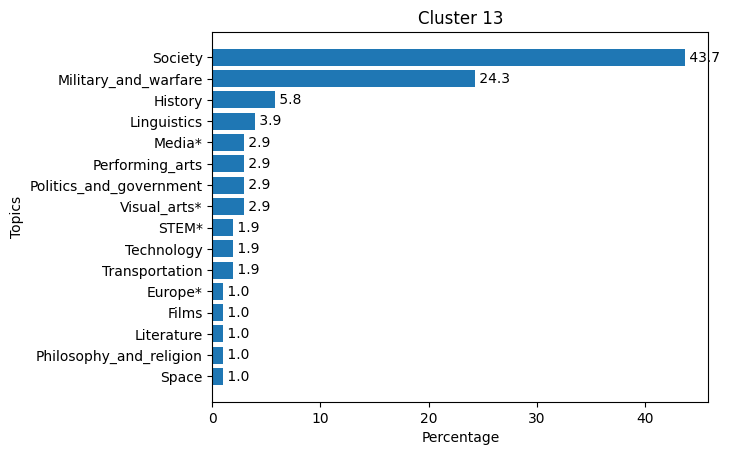 Cluster 13
Topics
Society 43.7
Military_and_warfare 24.3
History 5.8
Linguistics 3.9
Media* 2.9
Performing_arts 2.9
Politics_and_government 2.9
Visual_arts* 2.9
STEM* 1.9
Technology 1.9
Transportation 1.9
Europe* 1.0
Films 1.0
Literature 1.0
Philosophy_and_religion 1.0
Space 1.0
0 10 20 30 40
Percentage